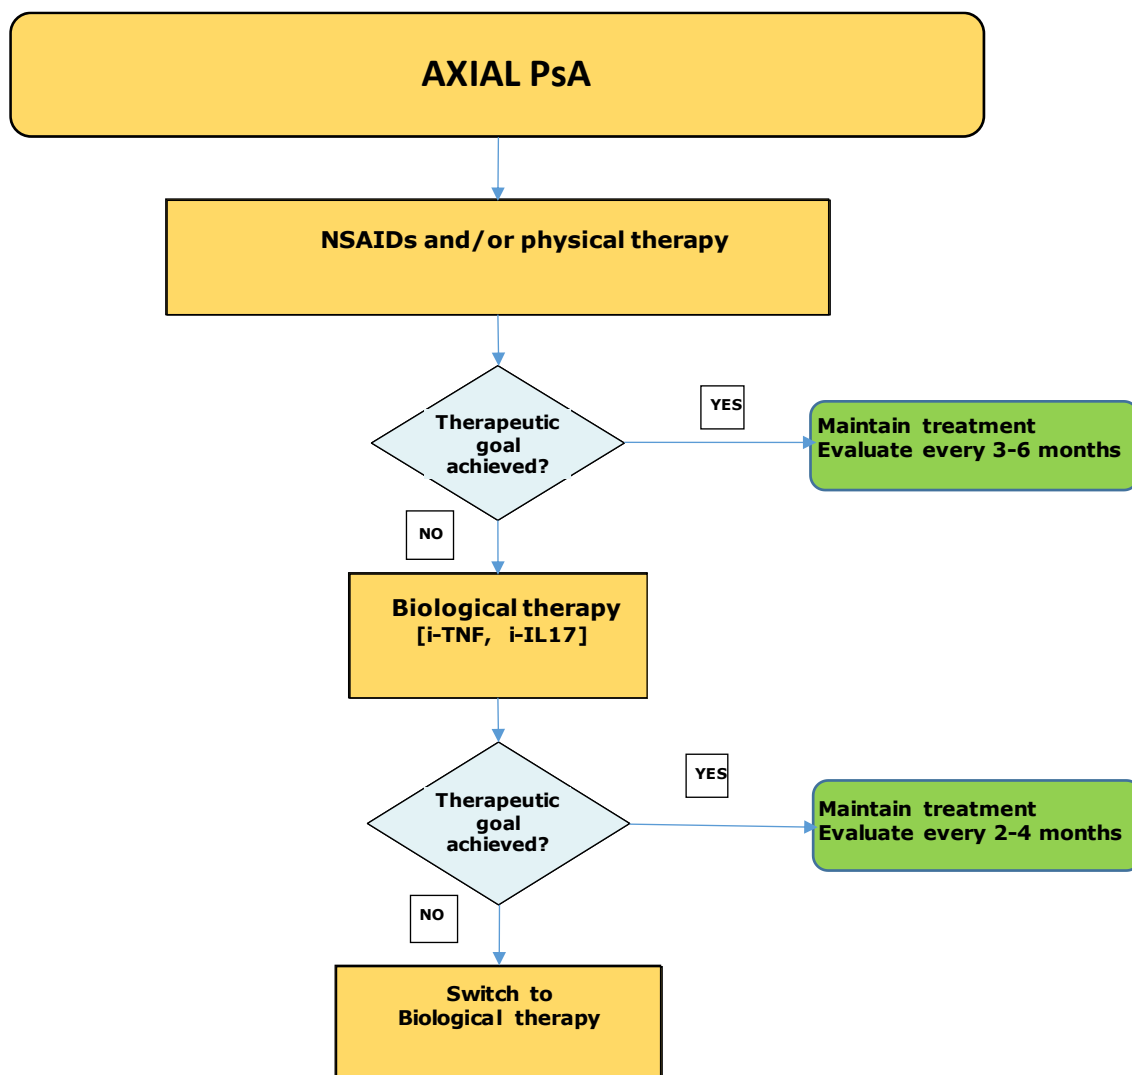 AXIAL PsA
NSAIDs and/or physical therapy
Therapeutic
goal
achieved?
YES
Maintain treatment
Evaluate every 3-6 months
NO
Biological therapy
[i-TNF, i-IL17]
Therapeutic
goal
achieved?
YES
Maintain treatment
Evaluate every 2-4 months
NO
Switch to
Biological therapy